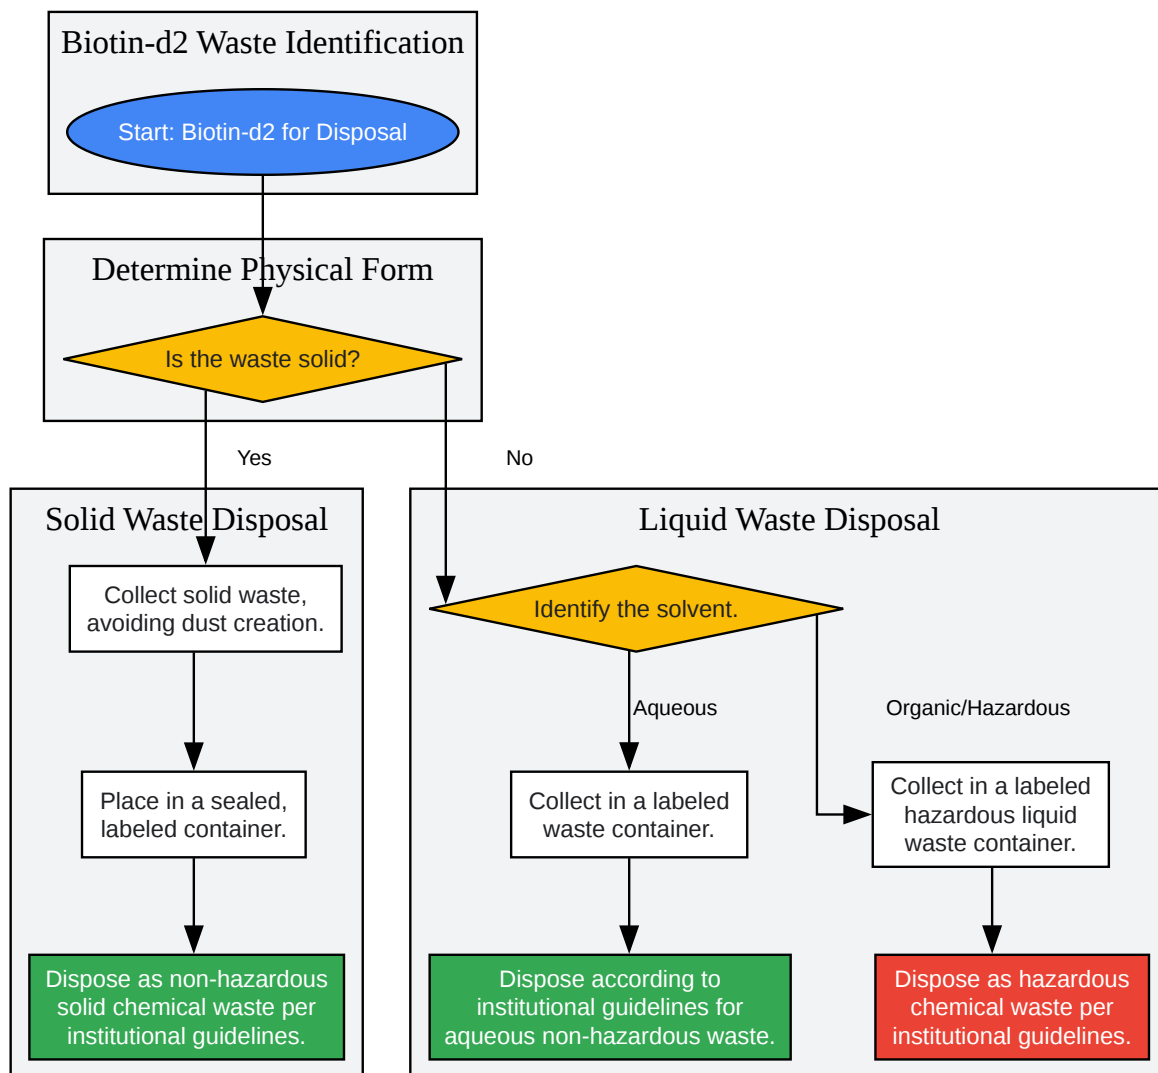 Biotin-d2 Waste Identification
Start: Biotin-d2 for Disposal
Determine Physical Form
Is the waste solid?
Yes
No
Solid Waste Disposal
Collect solid waste,
avoiding dust creation.
Place in a sealed,
labeled container.
Dispose as non-hazardous
solid chemical waste per
institutional guidelines.
Liquid Waste Disposal
Identify the solvent.
Aqueous
Organic/Hazardous
Collect in a labeled
waste container.
Collect in a labeled
hazardous liquid
waste container.
Dispose according to
institutional guidelines for
aqueous non-hazardous waste.
Dispose as hazardous
chemical waste per
institutional guidelines.